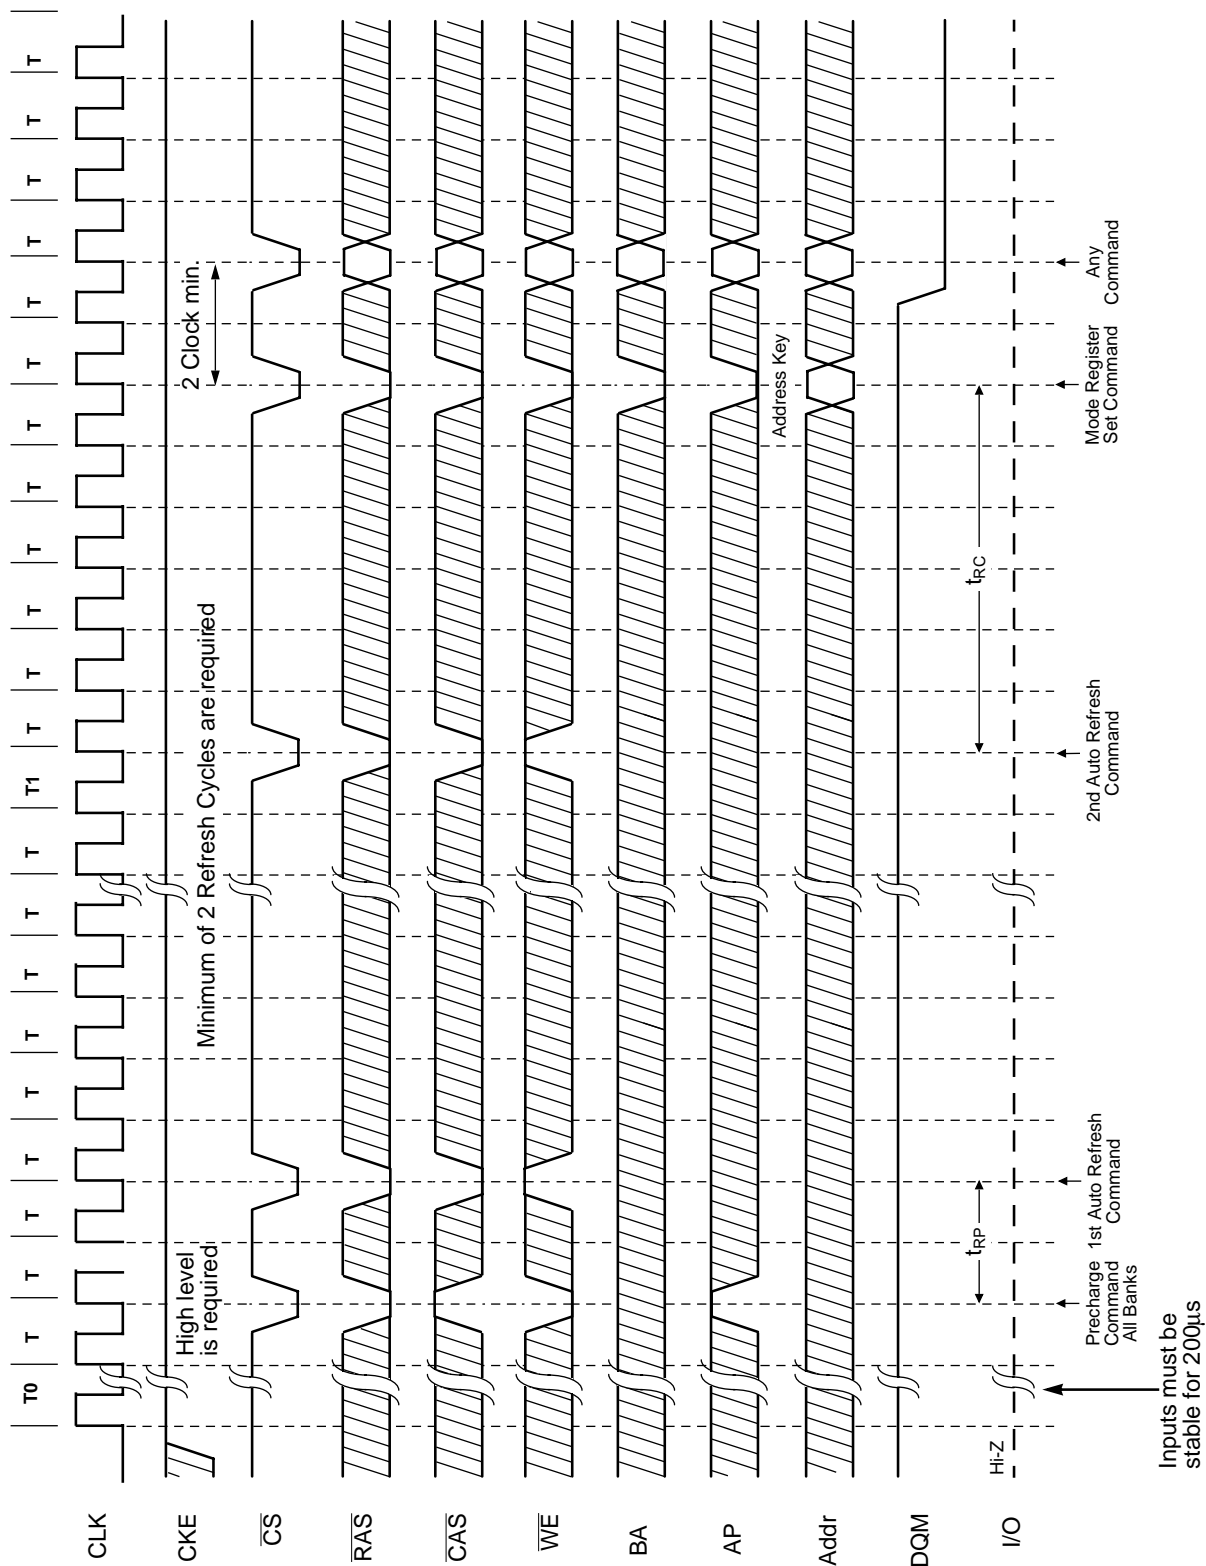 T0 T T T T T T T T T T1 T T T T T T T T T T T T
CLK
CKE
High level
is required
Minimum of 2 Refresh Cycles are required
2 Clock min.
CS
RAS
CAS
WE
BA
AP
Address Key
Addr
DQM
tRP
tRC
Hi-Z
I/O
Precharge
Command
All Banks
1st Auto Refresh
Command
2nd Auto Refresh
Command
Mode Register
Set Command
Any
Command
Inputs must be
stable for 200µs